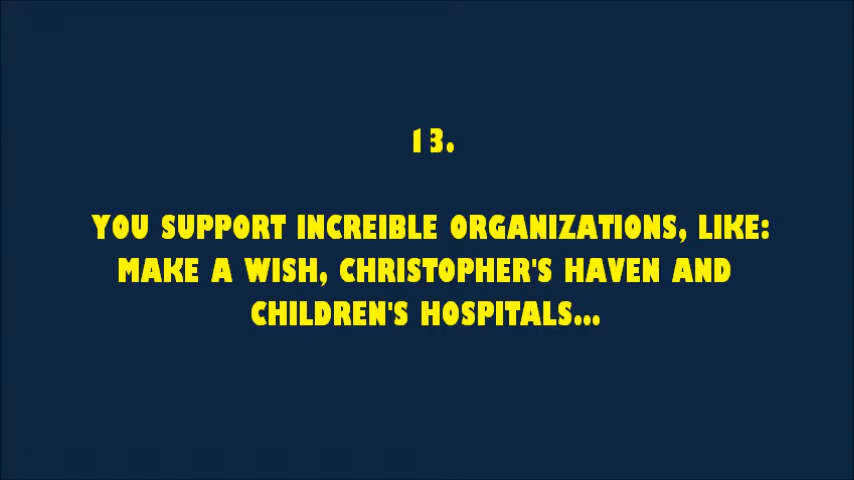 13.
YOU SUPPORT INCREIBLE ORGANIZATIONS, LIKE:
MAKE A WISH, CHRISTOPHER'S HAVEN AND
CHILDREN'S HOSPITALS...